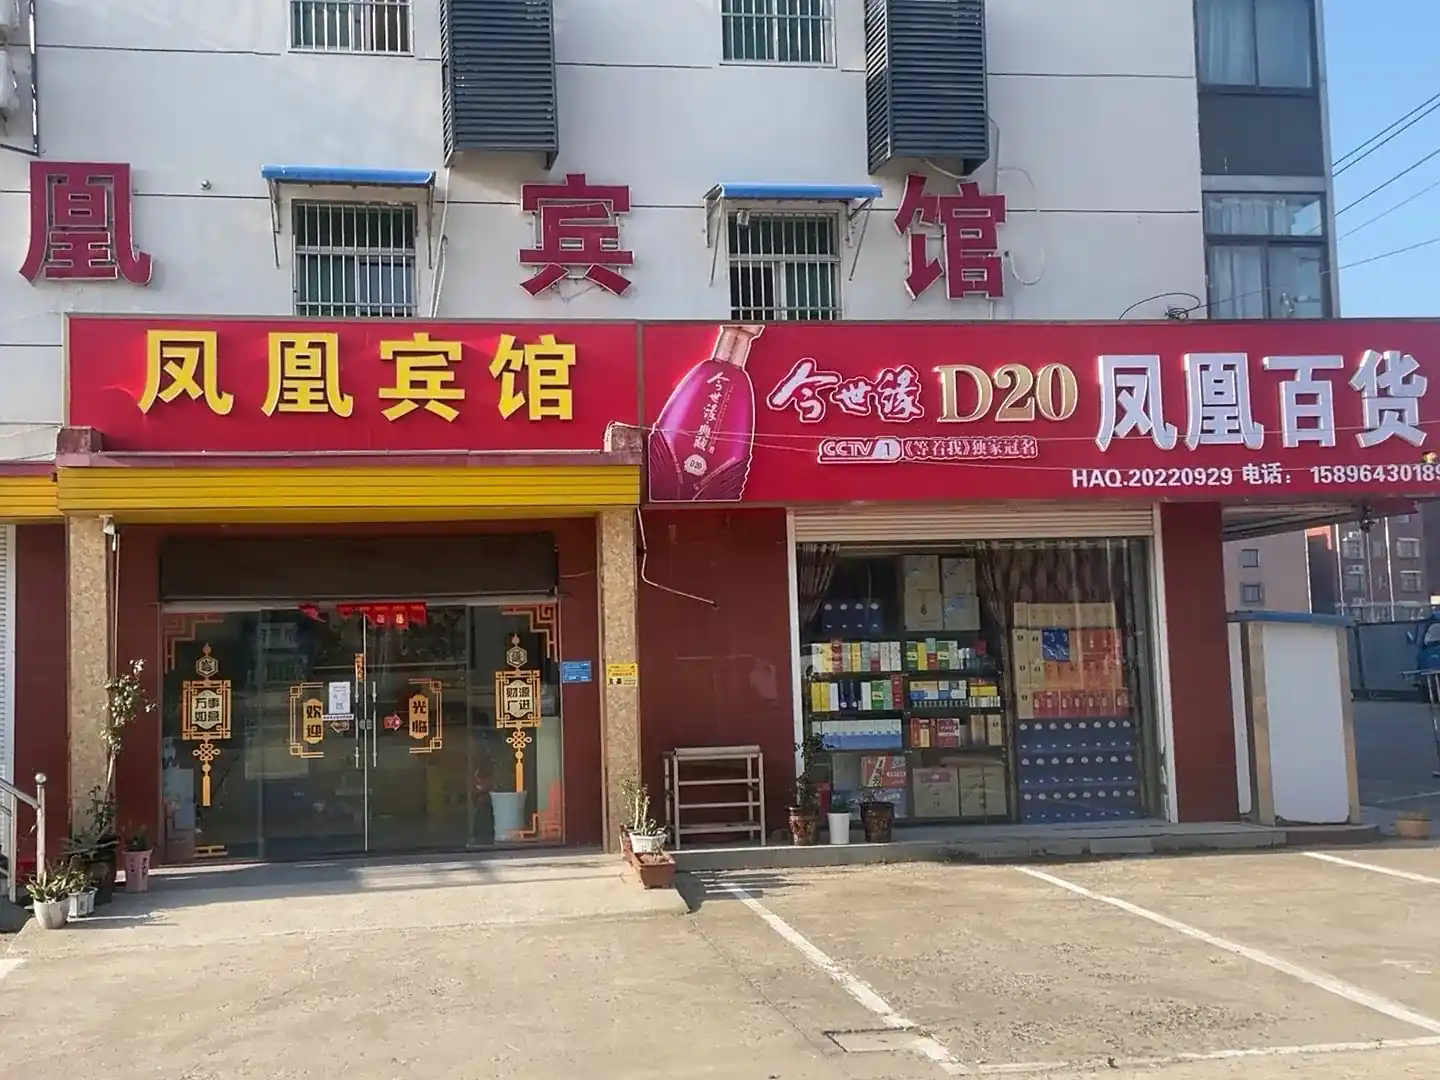 凰 宾 馆
凤凰宾馆
今世缘 D20 凤凰百货
CCTV 1 《等着我》独家冠名
HAQ.20220929 电话： 15896430189
今世缘
典藏
D20
万事如意
欢迎
光临
财源广进